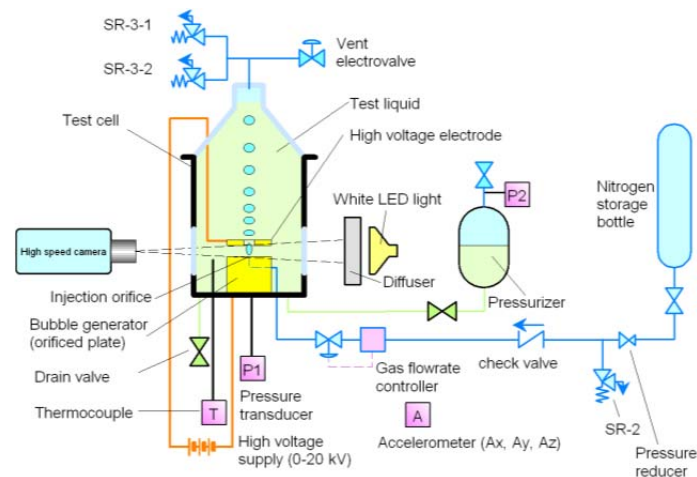 SR-3-1
SR-3-2
Vent
electrovalve
Test liquid
Test cell
High voltage electrode
White LED light
P2
Nitrogen
storage
bottle
High speed camera
Diffuser
Pressurizer
Injection orifice
Bubble generator
(orificed plate)
Drain valve
Thermocouple
T
P1
Pressure
transducer
High voltage
supply (0-20 kV)
Gas flowrate
controller
check valve
A
Accelerometer (Ax, Ay, Az)
SR-2
Pressure
reducer